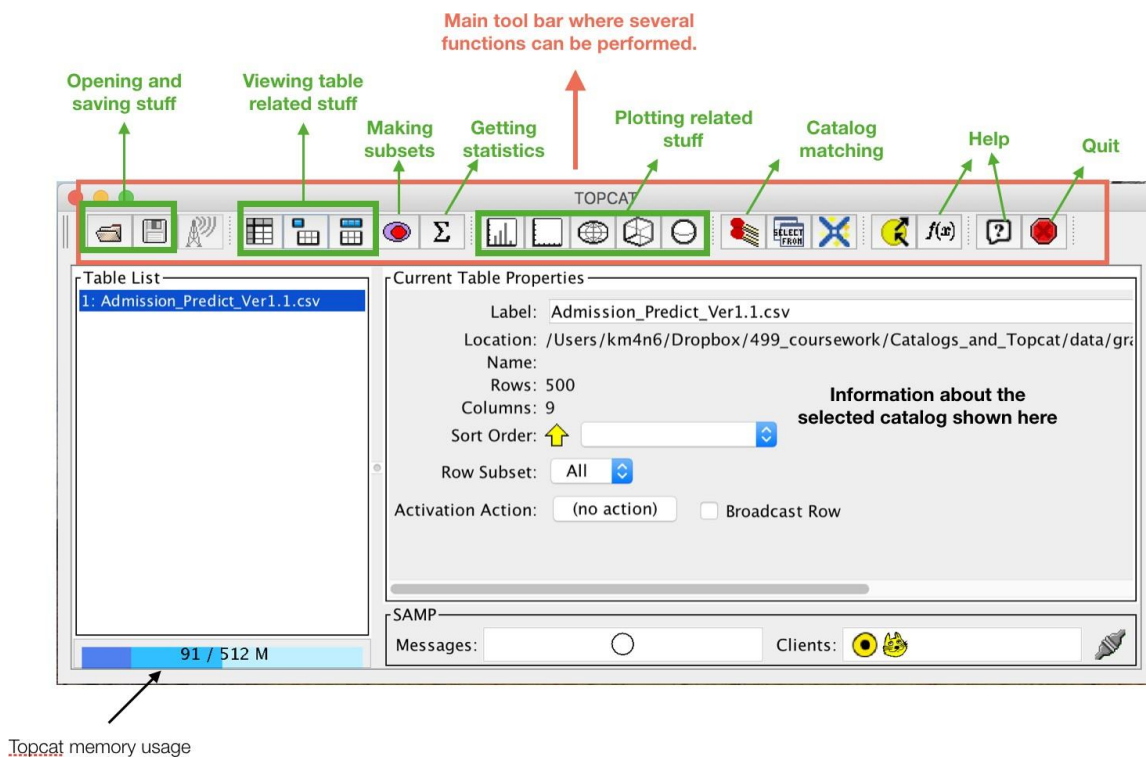 Main tool bar where several
functions can be performed.
Opening and
saving stuff
Viewing table
related stuff
Making
subsets
Getting
statistics
Plotting related
stuff
Catalog
matching
Help
Quit
TOPCAT
Σ
SELECT
FROM
f(x)
?
Table List
1: Admission_Predict_Ver1.1.csv
Current Table Properties
Label: Admission_Predict_Ver1.1.csv
Location: /Users/km4n6/Dropbox/499_coursework/Catalogs_and_Topcat/data/gra
Name:
Rows: 500
Columns: 9
Sort Order:
Row Subset: All
Activation Action: (no action) Broadcast Row
Information about the
selected catalog shown here
SAMP
Messages: Clients:
91 / 512 M
Topcat memory usage